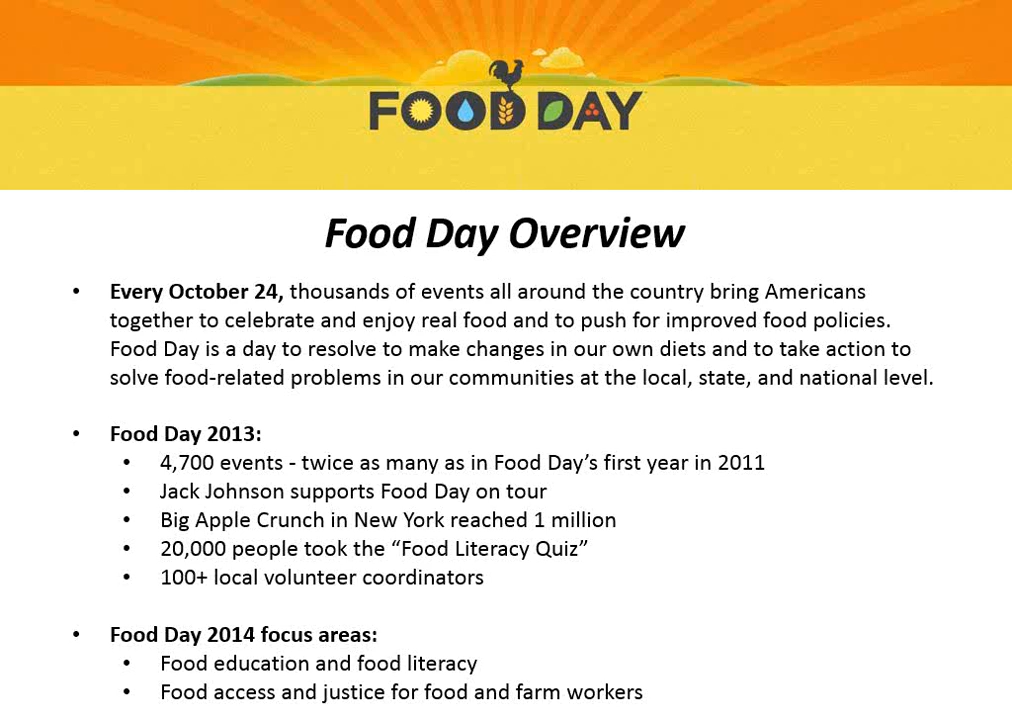 FOOD DAY
Food Day Overview
• Every October 24, thousands of events all around the country bring Americans
together to celebrate and enjoy real food and to push for improved food policies.
Food Day is a day to resolve to make changes in our own diets and to take action to
solve food-related problems in our communities at the local, state, and national level.
• Food Day 2013:
• 4,700 events - twice as many as in Food Day’s first year in 2011
• Jack Johnson supports Food Day on tour
• Big Apple Crunch in New York reached 1 million
• 20,000 people took the “Food Literacy Quiz”
• 100+ local volunteer coordinators
• Food Day 2014 focus areas:
• Food education and food literacy
• Food access and justice for food and farm workers